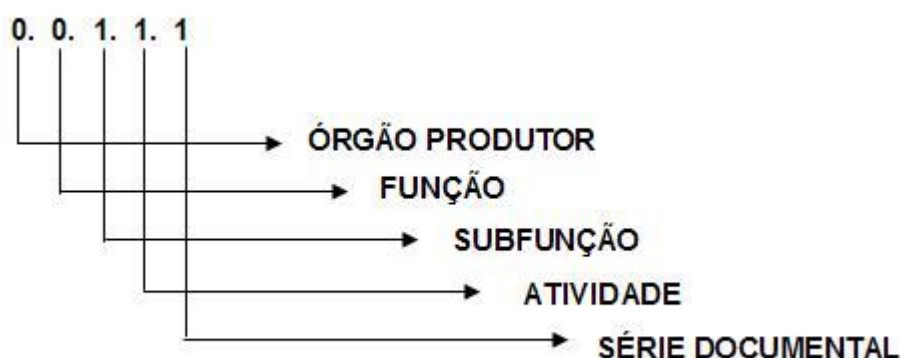 0. 0. 1. 1. 1
ÓRGÃO PRODUTOR
FUNÇÃO
SUBFUNÇÃO
ATIVIDADE
SÉRIE DOCUMENTAL